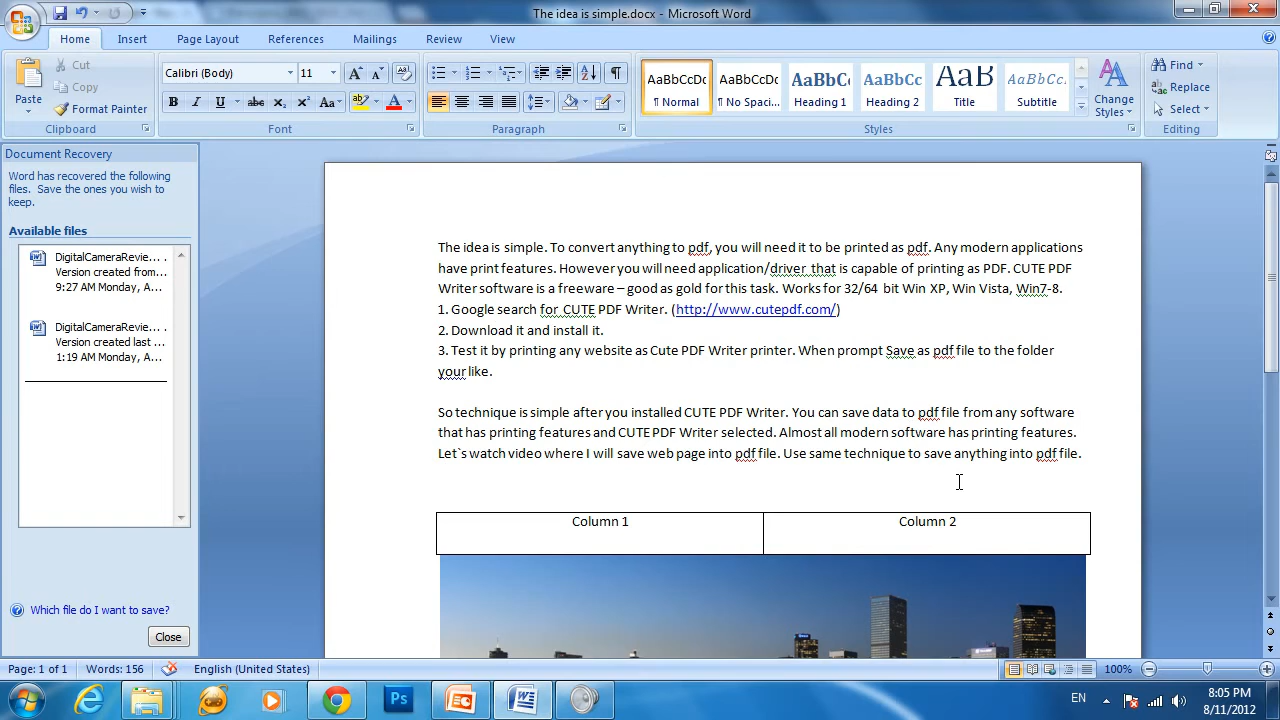 The idea is simple.docx - Microsoft Word
Home Insert Page Layout References Mailings Review View
Paste
Cut
Copy
Format Painter
Clipboard
Calibri (Body) 11
Font
Paragraph
AaBbCcDc AaBbCcDc AaBbC AaBbCc AaB AaBbCc.
¶ Normal ¶ No Spaci... Heading 1 Heading 2 Title Subtitle
Change Styles
Styles
Find
Replace
Select
Editing
Document Recovery
Word has recovered the following
files. Save the ones you wish to
keep.
Available files
DigitalCameraRevie...
Version created from...
9:27 AM Monday, A...
DigitalCameraRevie...
Version created last ...
1:19 AM Monday, A...
Which file do I want to save?
Close
The idea is simple. To convert anything to pdf, you will need it to be printed as pdf. Any modern applications
have print features. However you will need application/driver that is capable of printing as PDF. CUTE PDF
Writer software is a freeware – good as gold for this task. Works for 32/64 bit Win XP, Win Vista, Win7-8.
1. Google search for CUTE PDF Writer. (http://www.cutepdf.com/)
2. Download it and install it.
3. Test it by printing any website as Cute PDF Writer printer. When prompt Save as pdf file to the folder
your like.
So technique is simple after you installed CUTE PDF Writer. You can save data to pdf file from any software
that has printing features and CUTE PDF Writer selected. Almost all modern software has printing features.
Let`s watch video where I will save web page into pdf file. Use same technique to save anything into pdf file.
Column 1 Column 2
Page: 1 of 1 Words: 156 English (United States) 100%
Ps EN 8:05 PM
8/11/2012